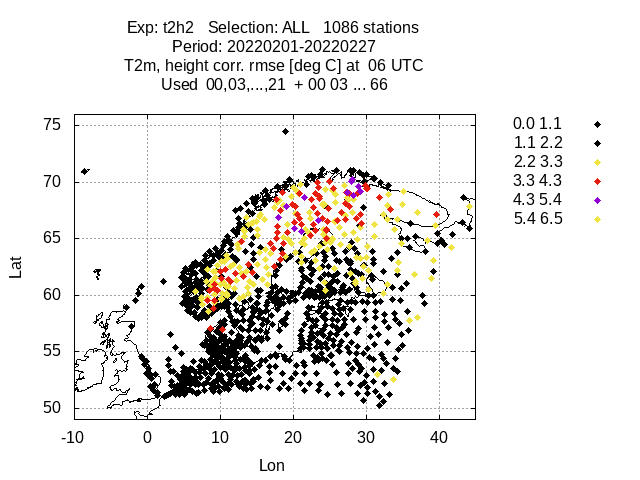 Exp: t2h2   Selection: ALL   1086 stations
Period: 20220201-20220227
T2m, height corr. rmse [deg C] at  06 UTC
Used  00,03,...,21  + 00 03 ... 66
75
70
65
60
55
50
Lat
-10 0 10 20 30 40
Lon
0.0 1.1
1.1 2.2
2.2 3.3
3.3 4.3
4.3 5.4
5.4 6.5